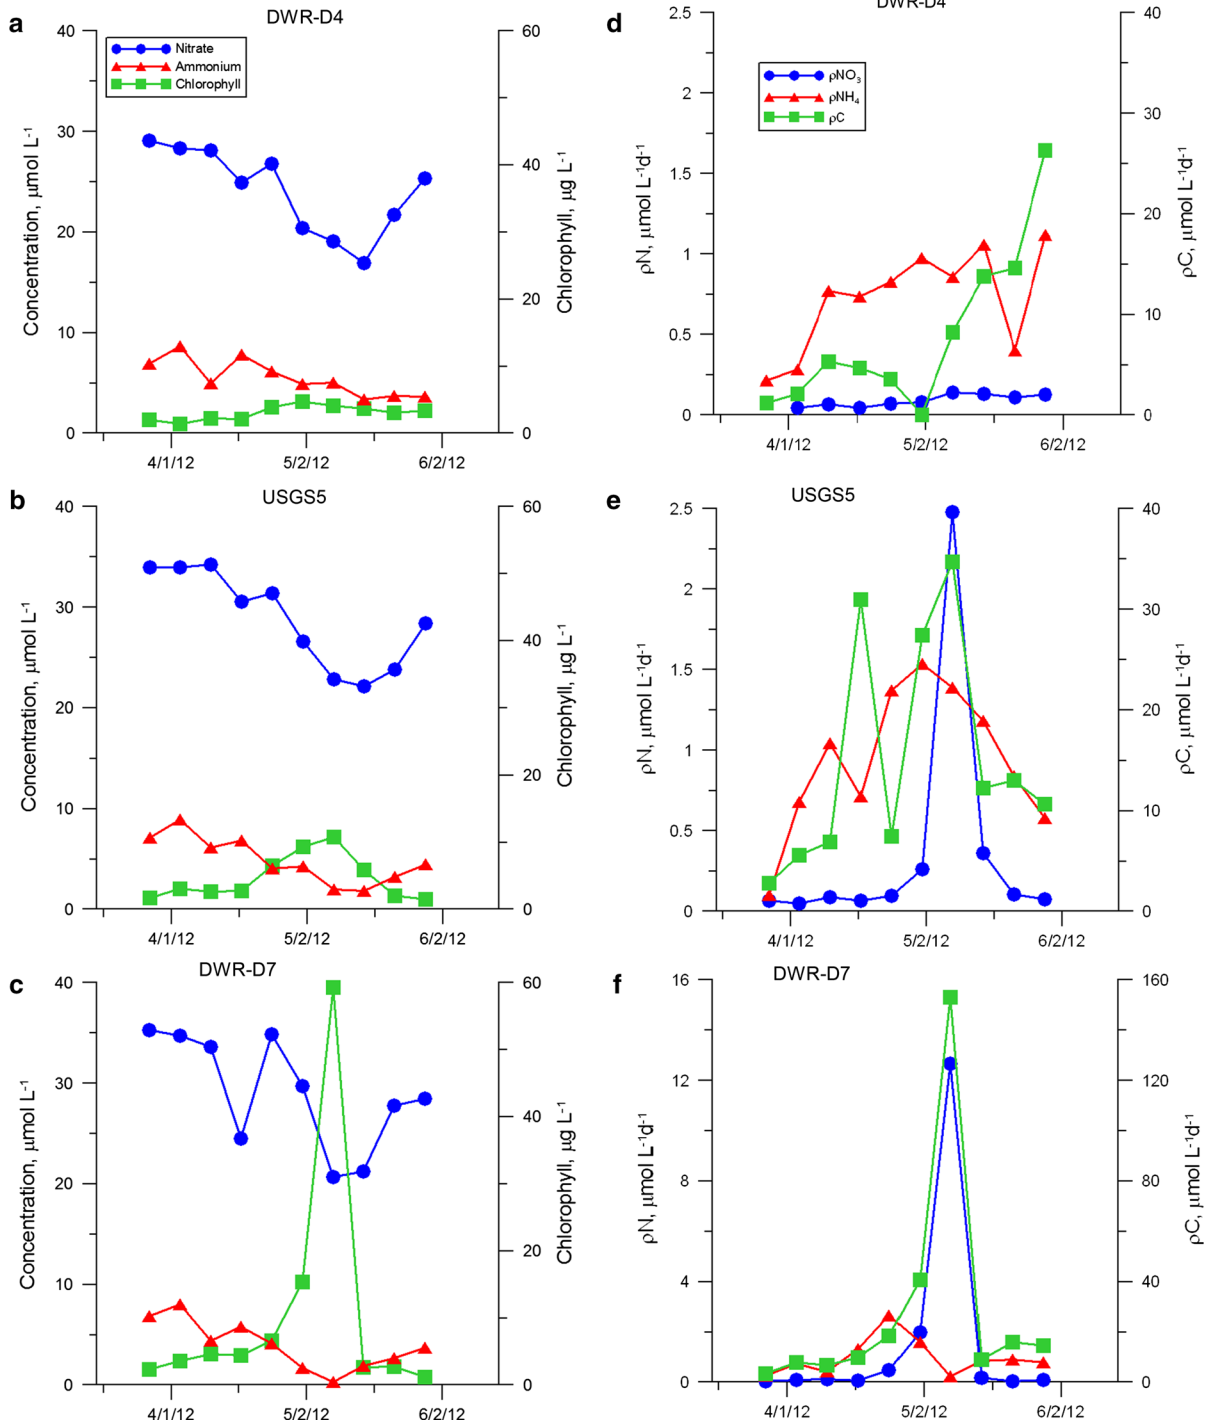 a
DWR-D4
40
30
20
10
0
60
40
20
0
Nitrate
Ammonium
Chlorophyll
Concentration, μmol L-1
Chlorophyll, μg L-1
4/1/12 5/2/12 6/2/12
d
DWR-D4
2.5
2
1.5
1
0.5
0
40
30
20
10
0
ρNO3
ρNH4
ρC
ρN, μmol L-1d-1
ρC, μmol L-1d-1
4/1/12 5/2/12 6/2/12
b
USGS5
40
30
20
10
0
60
40
20
0
Concentration, μmol L-1
Chlorophyll, μg L-1
4/1/12 5/2/12 6/2/12
e
USGS5
2.5
2
1.5
1
0.5
0
40
30
20
10
0
ρN, μmol L-1d-1
ρC, μmol L-1d-1
4/1/12 5/2/12 6/2/12
c
DWR-D7
40
30
20
10
0
60
40
20
0
Concentration, μmol L-1
Chlorophyll, μg L-1
4/1/12 5/2/12 6/2/12
f
DWR-D7
16
12
8
4
0
160
120
80
40
0
ρN, μmol L-1d-1
ρC, μmol L-1d-1
4/1/12 5/2/12 6/2/12